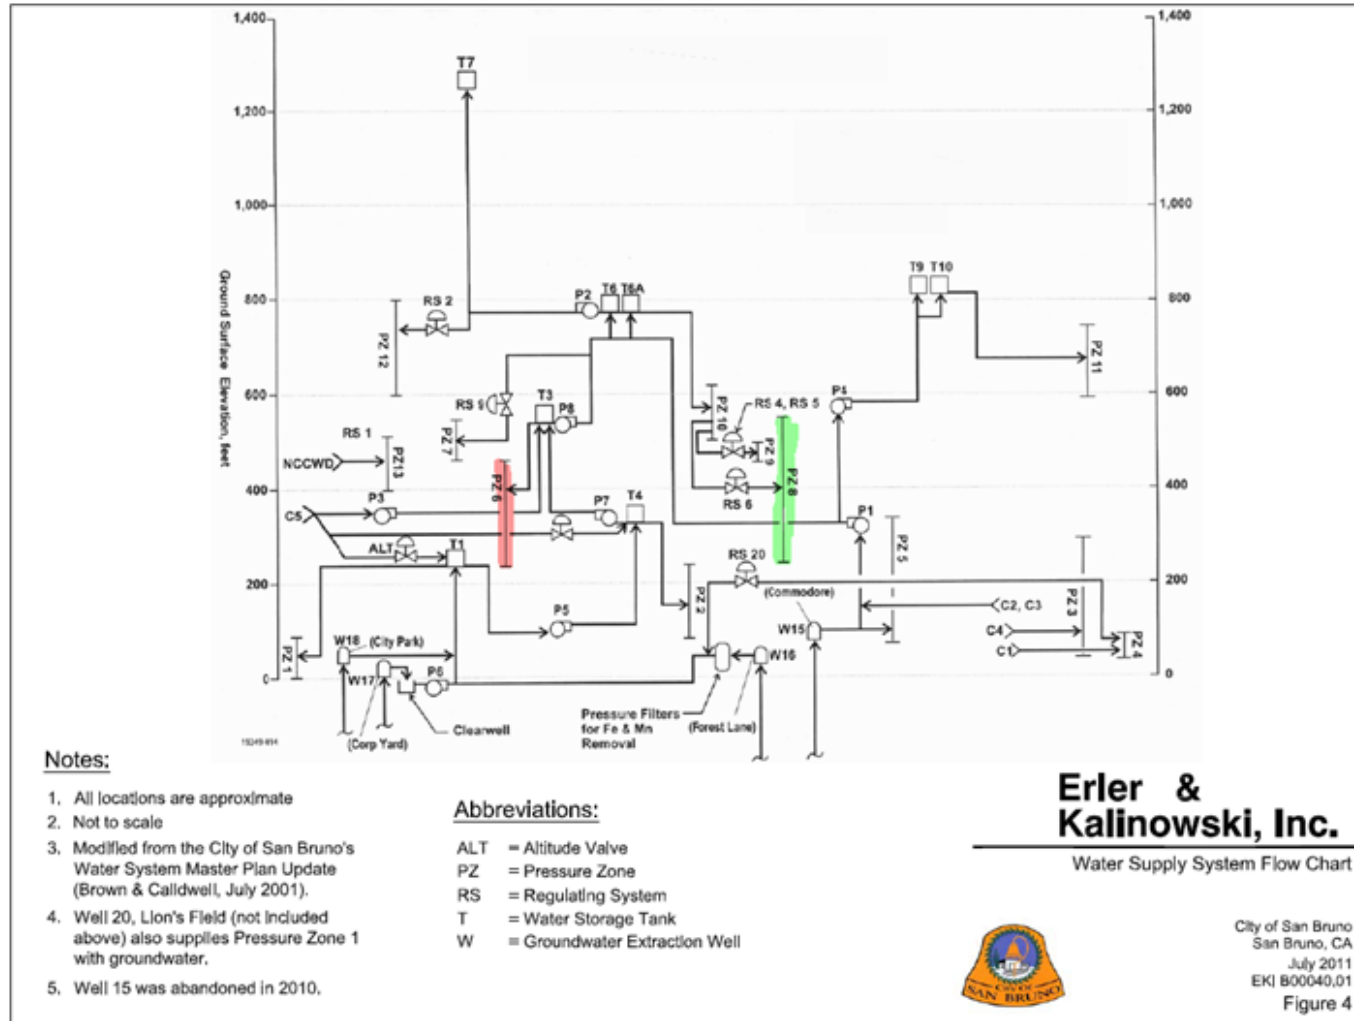 1,400
1,400
T7
1,200
1,200
1,000
1,000
T9 T10
Ground Surface Elevation, feet
P2
T6 T6A
800
RS 2
800
PZ 12
PZ 11
P4
600
RS 9
T3
P8
RS 4, RS 5
600
RS 1
PZ 7
PZ 10
PZ 9
NCCWD
PZ13
PZ 6
PZ 8
400
P3
P7
T4
RS 6
400
C5
P1
ALT
T1
PZ 5
RS 20
200
PZ 2
(Commodore)
PZ 3
200
P5
C2, C3
W18
(City Park)
W15
C4
PZ 1
W16
C1
PZ 4
0
W17
P6
0
Pressure Filters
for Fe & Mn
Removal
(Forest Lane)
Clearwell
(Corp Yard)
Notes:
1. All locations are approximate
2. Not to scale
3. Modified from the City of San Bruno's
Water System Master Plan Update
(Brown & Calldwell, July 2001).
4. Well 20, Lion's Field (not included
above) also supplies Pressure Zone 1
with groundwater.
5. Well 15 was abandoned in 2010.
Abbreviations:
ALT = Altitude Valve
PZ = Pressure Zone
RS = Regulating System
T = Water Storage Tank
W = Groundwater Extraction Well
Erler &
Kalinowski, Inc.
Water Supply System Flow Chart
CITY OF
SAN BRUNO
City of San Bruno
San Bruno, CA
July 2011
EKI B00040.01
Figure 4